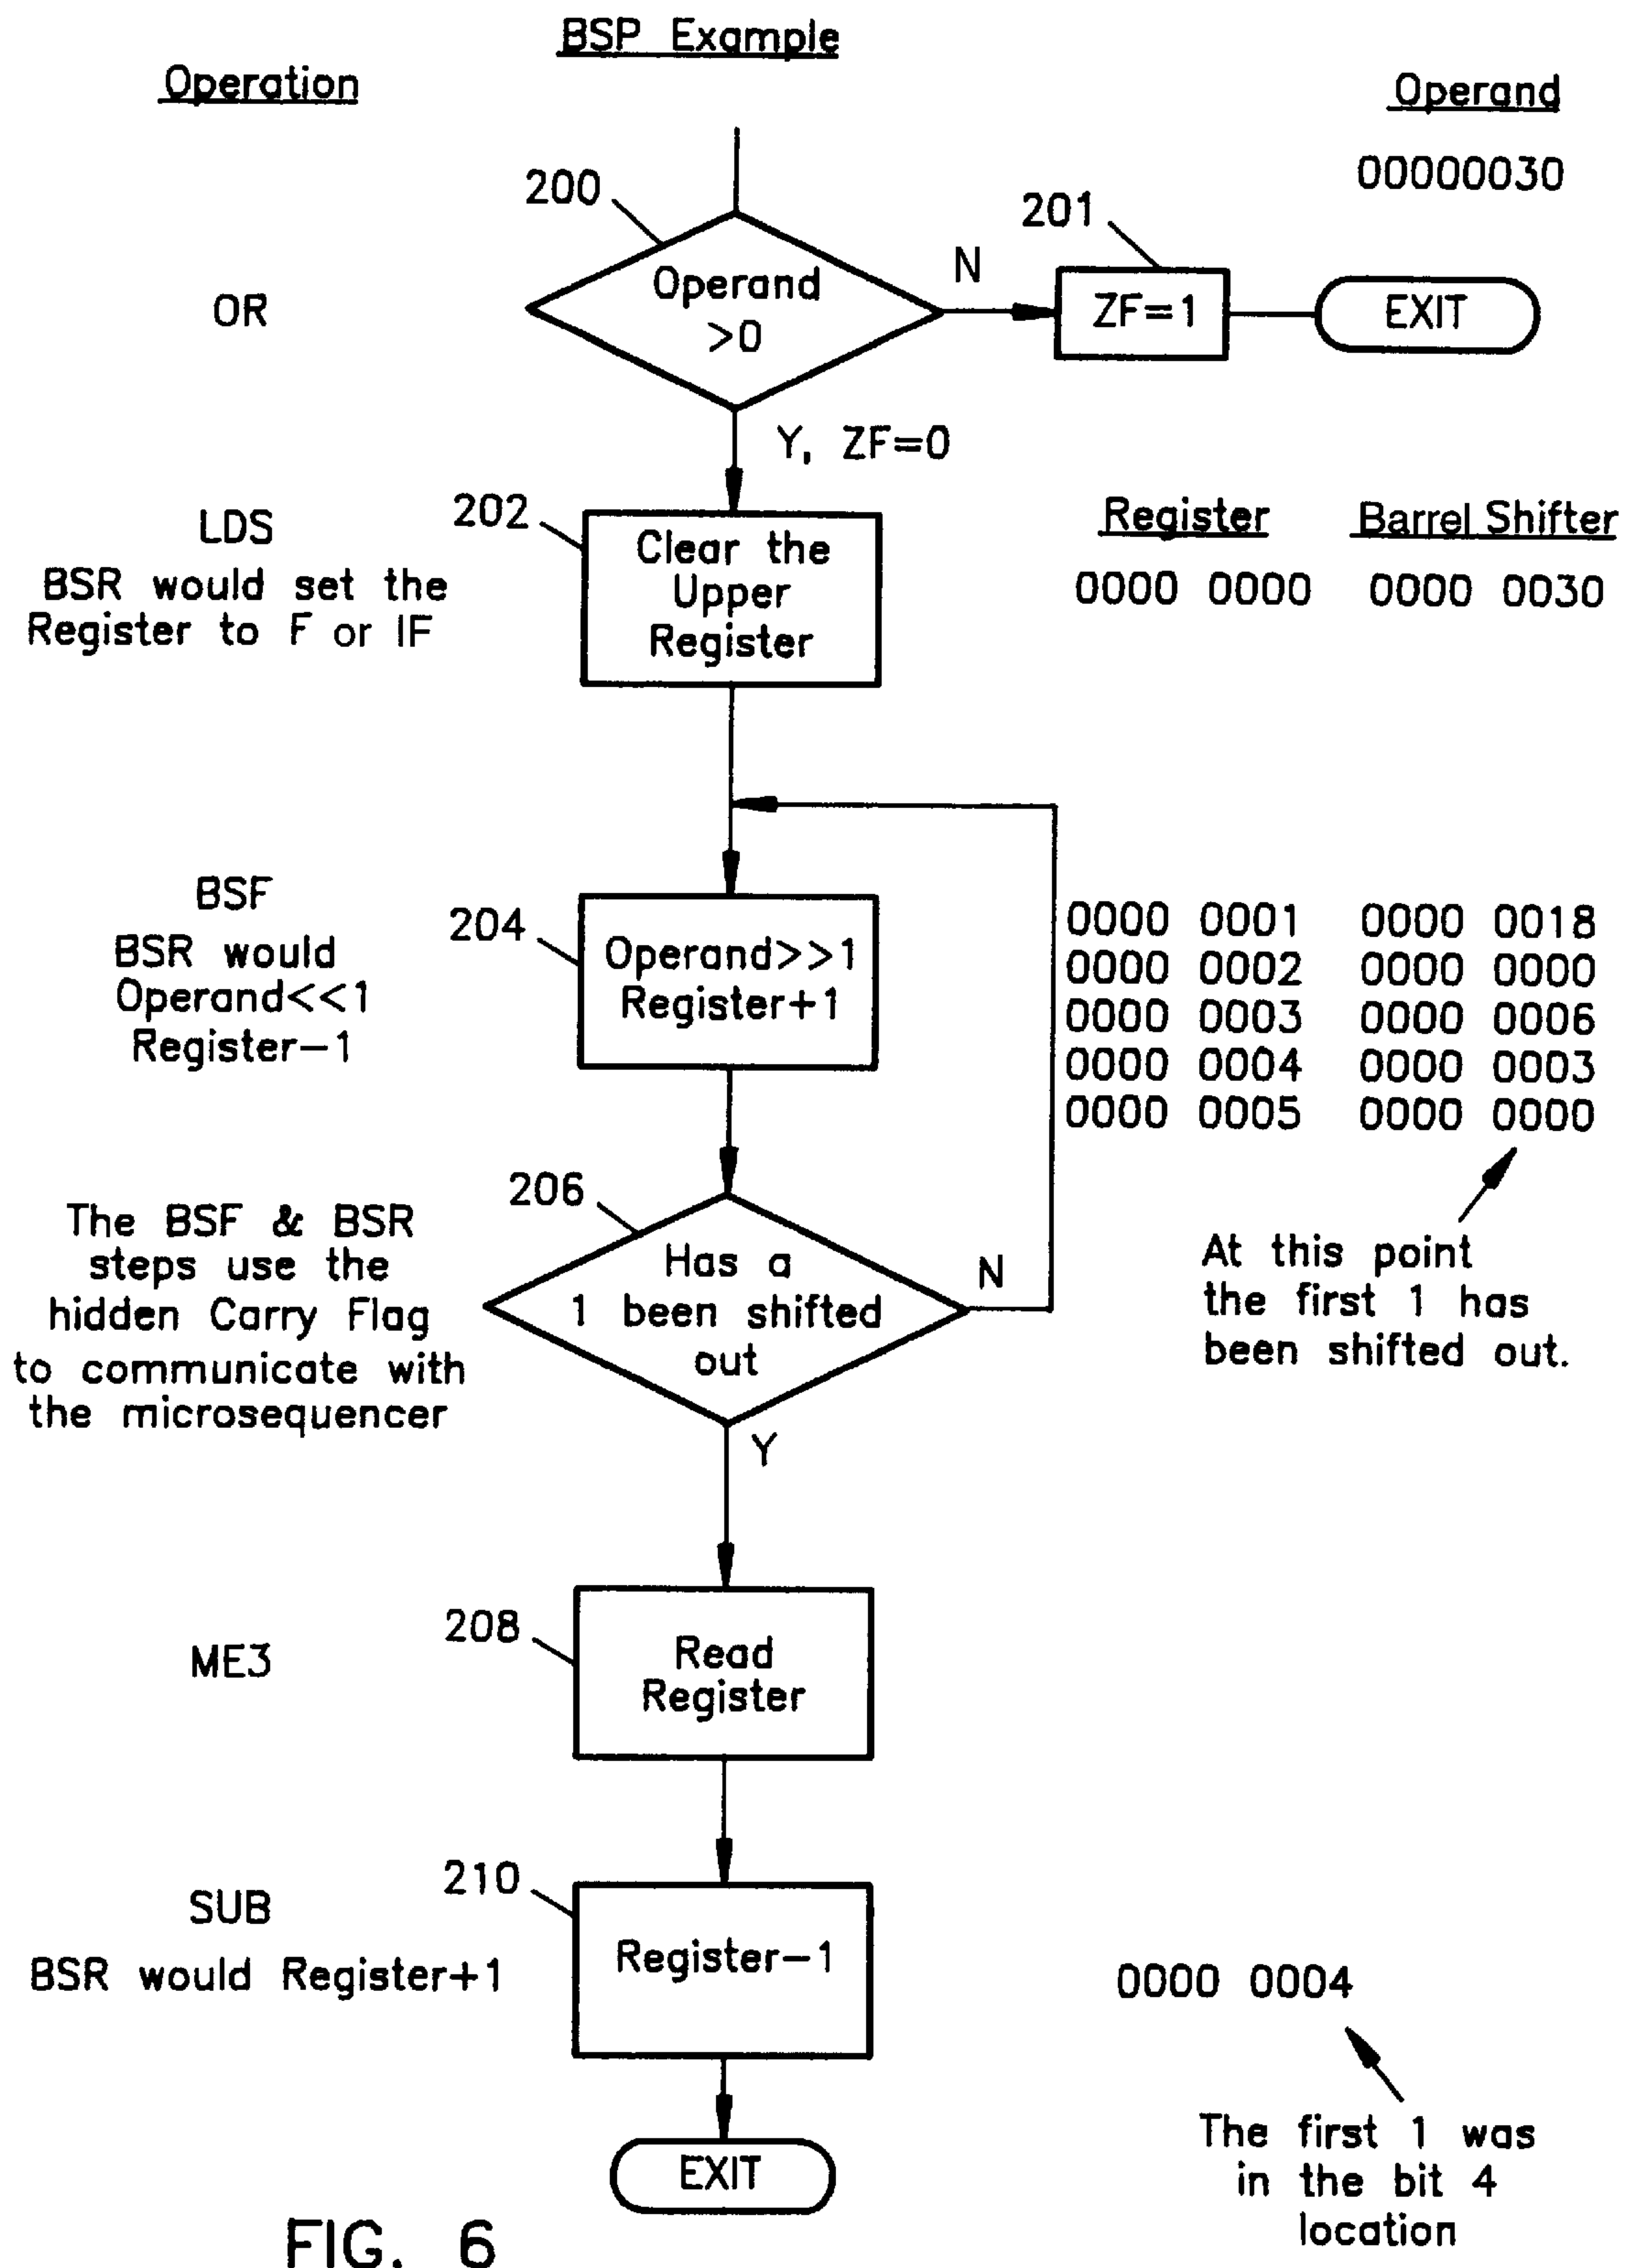 BSP Example
Operation
Operand
00000030
200
201
OR
Operand
>0
N
ZF=1
EXIT
Y, ZF=0
LDS
BSR would set the
Register to F or IF
202
Clear the
Upper
Register
Register Barrel Shifter
0000 0000 0000 0030
BSF
BSR would
Operand<<1
Register-1
204
Operand>>1
Register+1
0000 0001 0000 0018
0000 0002 0000 0000
0000 0003 0000 0006
0000 0004 0000 0003
0000 0005 0000 0000
At this point
the first 1 has
been shifted out.
The BSF & BSR
steps use the
hidden Carry Flag
to communicate with
the microsequencer
206
Has a
1 been shifted
out
N
Y
ME3
208
Read
Register
SUB
BSR would Register+1
210
Register-1
0000 0004
The first 1 was
in the bit 4
location
EXIT
FIG. 6